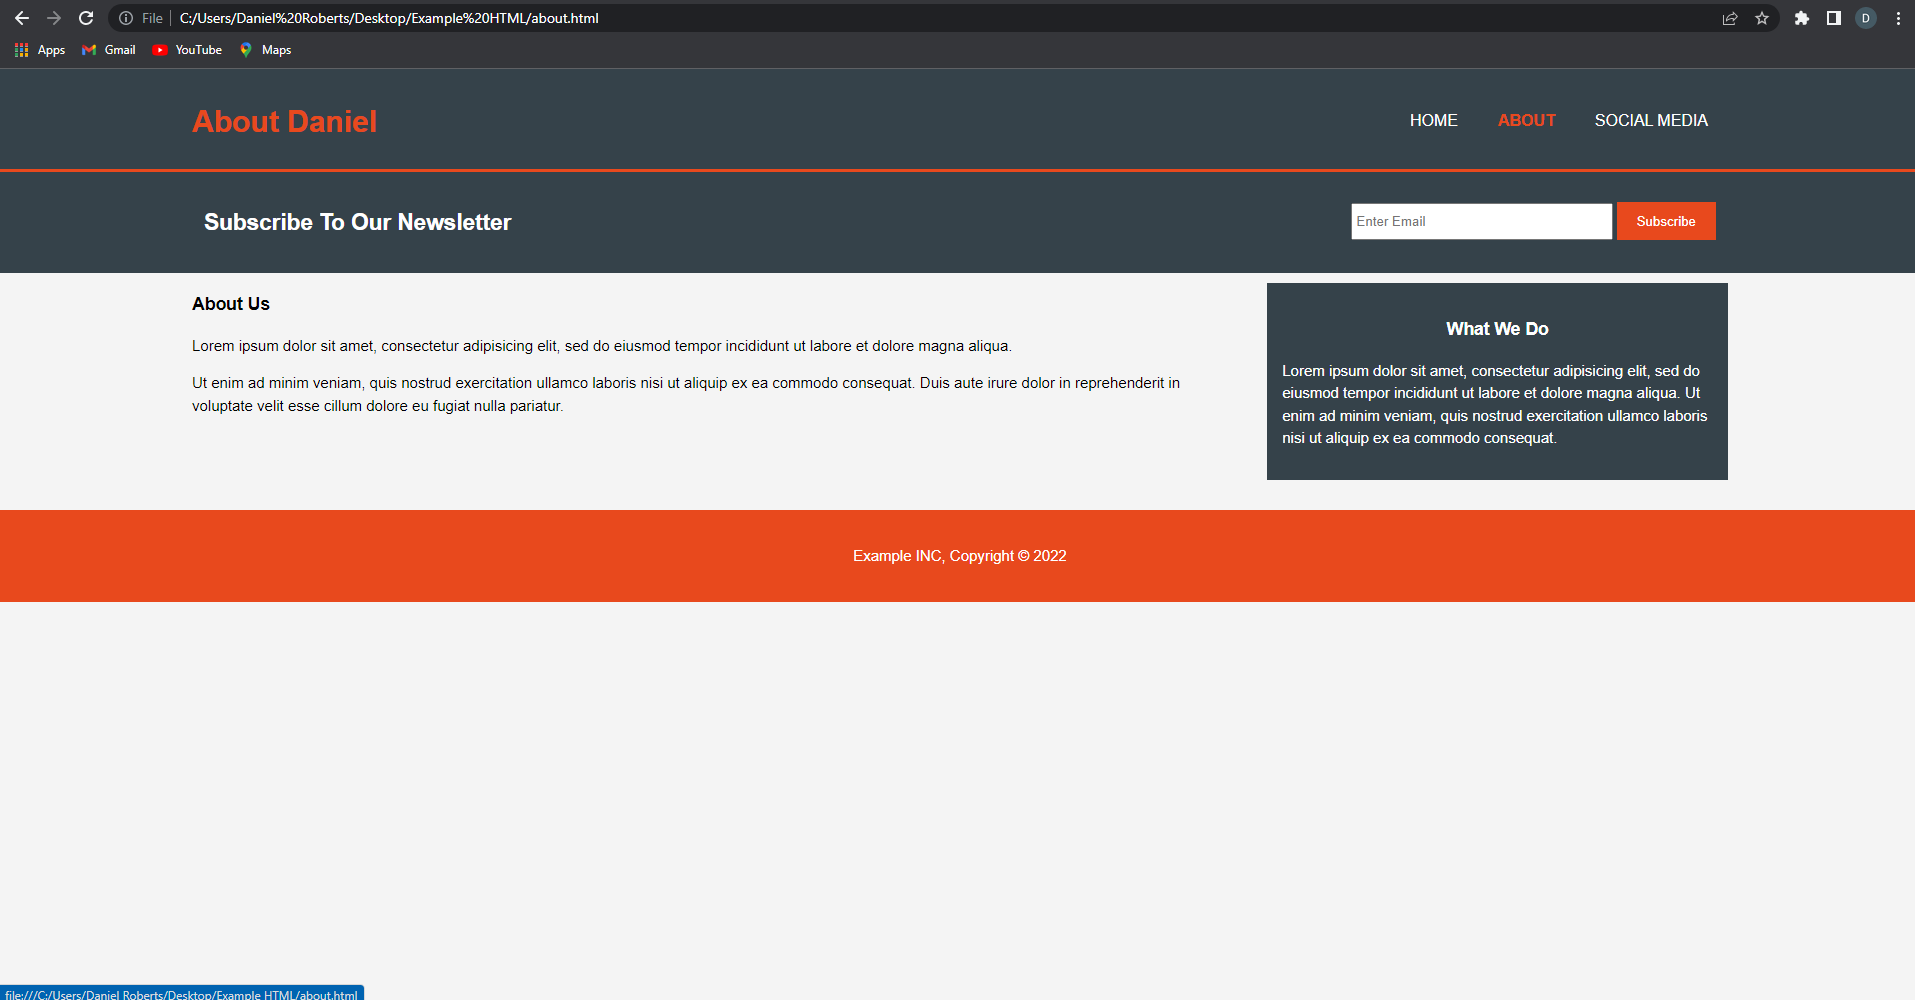 File C:/Users/Daniel%20Roberts/Desktop/Example%20HTML/about.html
D
Apps Gmail YouTube Maps
About Daniel
HOME ABOUT SOCIAL MEDIA
Subscribe To Our Newsletter
Enter Email Subscribe
About Us
Lorem ipsum dolor sit amet, consectetur adipisicing elit, sed do eiusmod tempor incididunt ut labore et dolore magna aliqua.
Ut enim ad minim veniam, quis nostrud exercitation ullamco laboris nisi ut aliquip ex ea commodo consequat. Duis aute irure dolor in reprehenderit in
voluptate velit esse cillum dolore eu fugiat nulla pariatur.
What We Do
Lorem ipsum dolor sit amet, consectetur adipisicing elit, sed do
eiusmod tempor incididunt ut labore et dolore magna aliqua. Ut
enim ad minim veniam, quis nostrud exercitation ullamco laboris
nisi ut aliquip ex ea commodo consequat.
Example INC, Copyright © 2022
file:///C:/Users/Daniel Roberts/Desktop/Example HTML/about.html